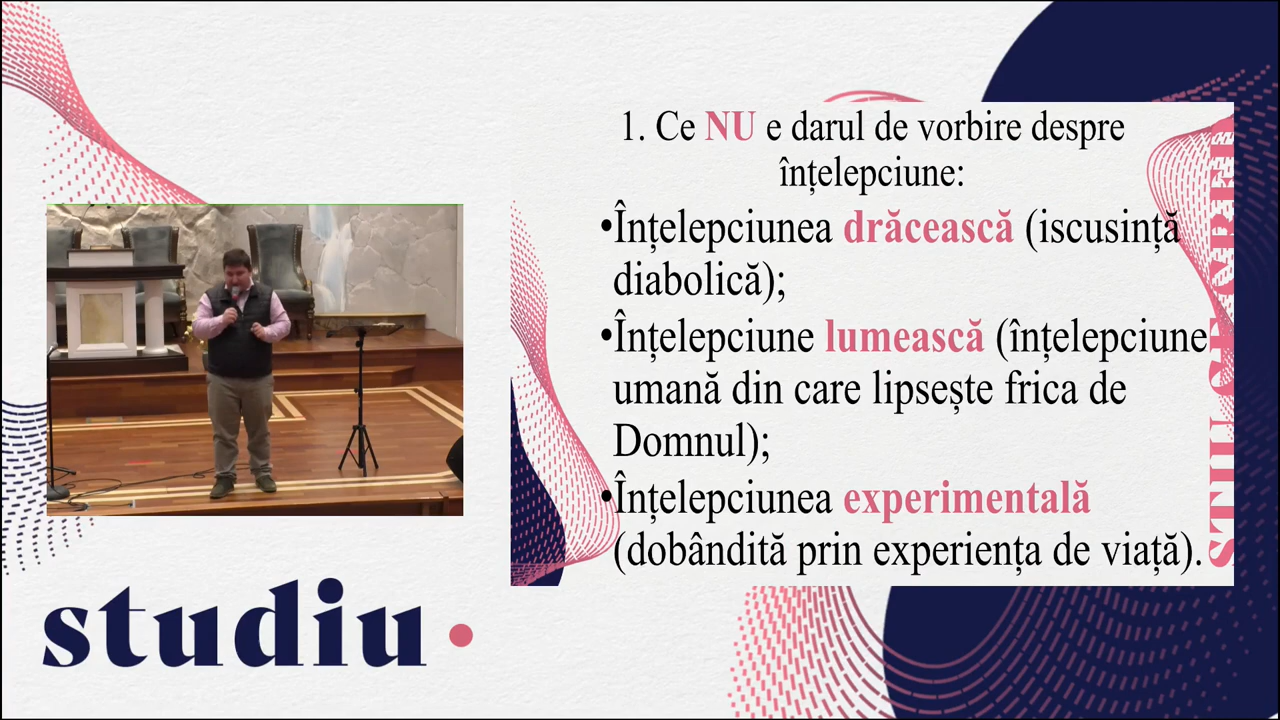 1. Ce NU e darul de vorbire despre
înțelepciune:
•Înțelepciunea drăcească (iscusință
diabolică);
•Înțelepciune lumească (înțelepciune
umană din care lipsește frica de
Domnul);
•Înțelepciunea experimentală
(dobândită prin experiența de viață).
studiu